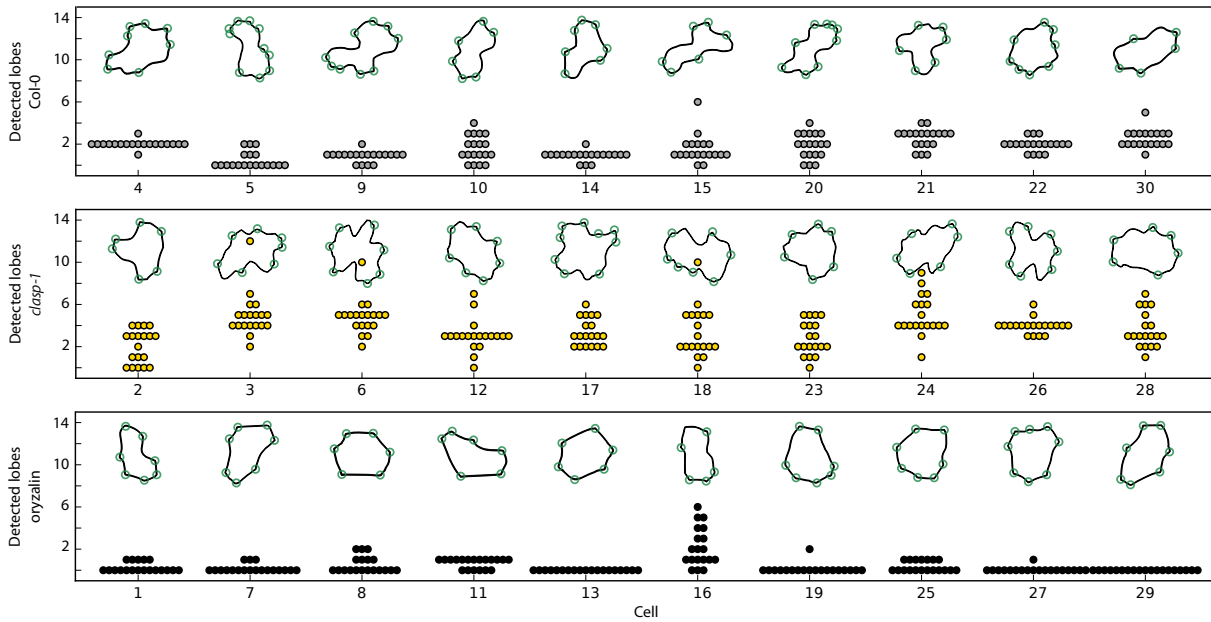 Detected lobes
Col-0
14
10
6
2
4 5 9 10 14 15 20 21 22 30
Detected lobes
clasp-1
14
10
6
2
2 3 6 12 17 18 23 24 26 28
Detected lobes
oryzalin
14
10
6
2
1 7 8 11 13 16 19 25 27 29
Cell